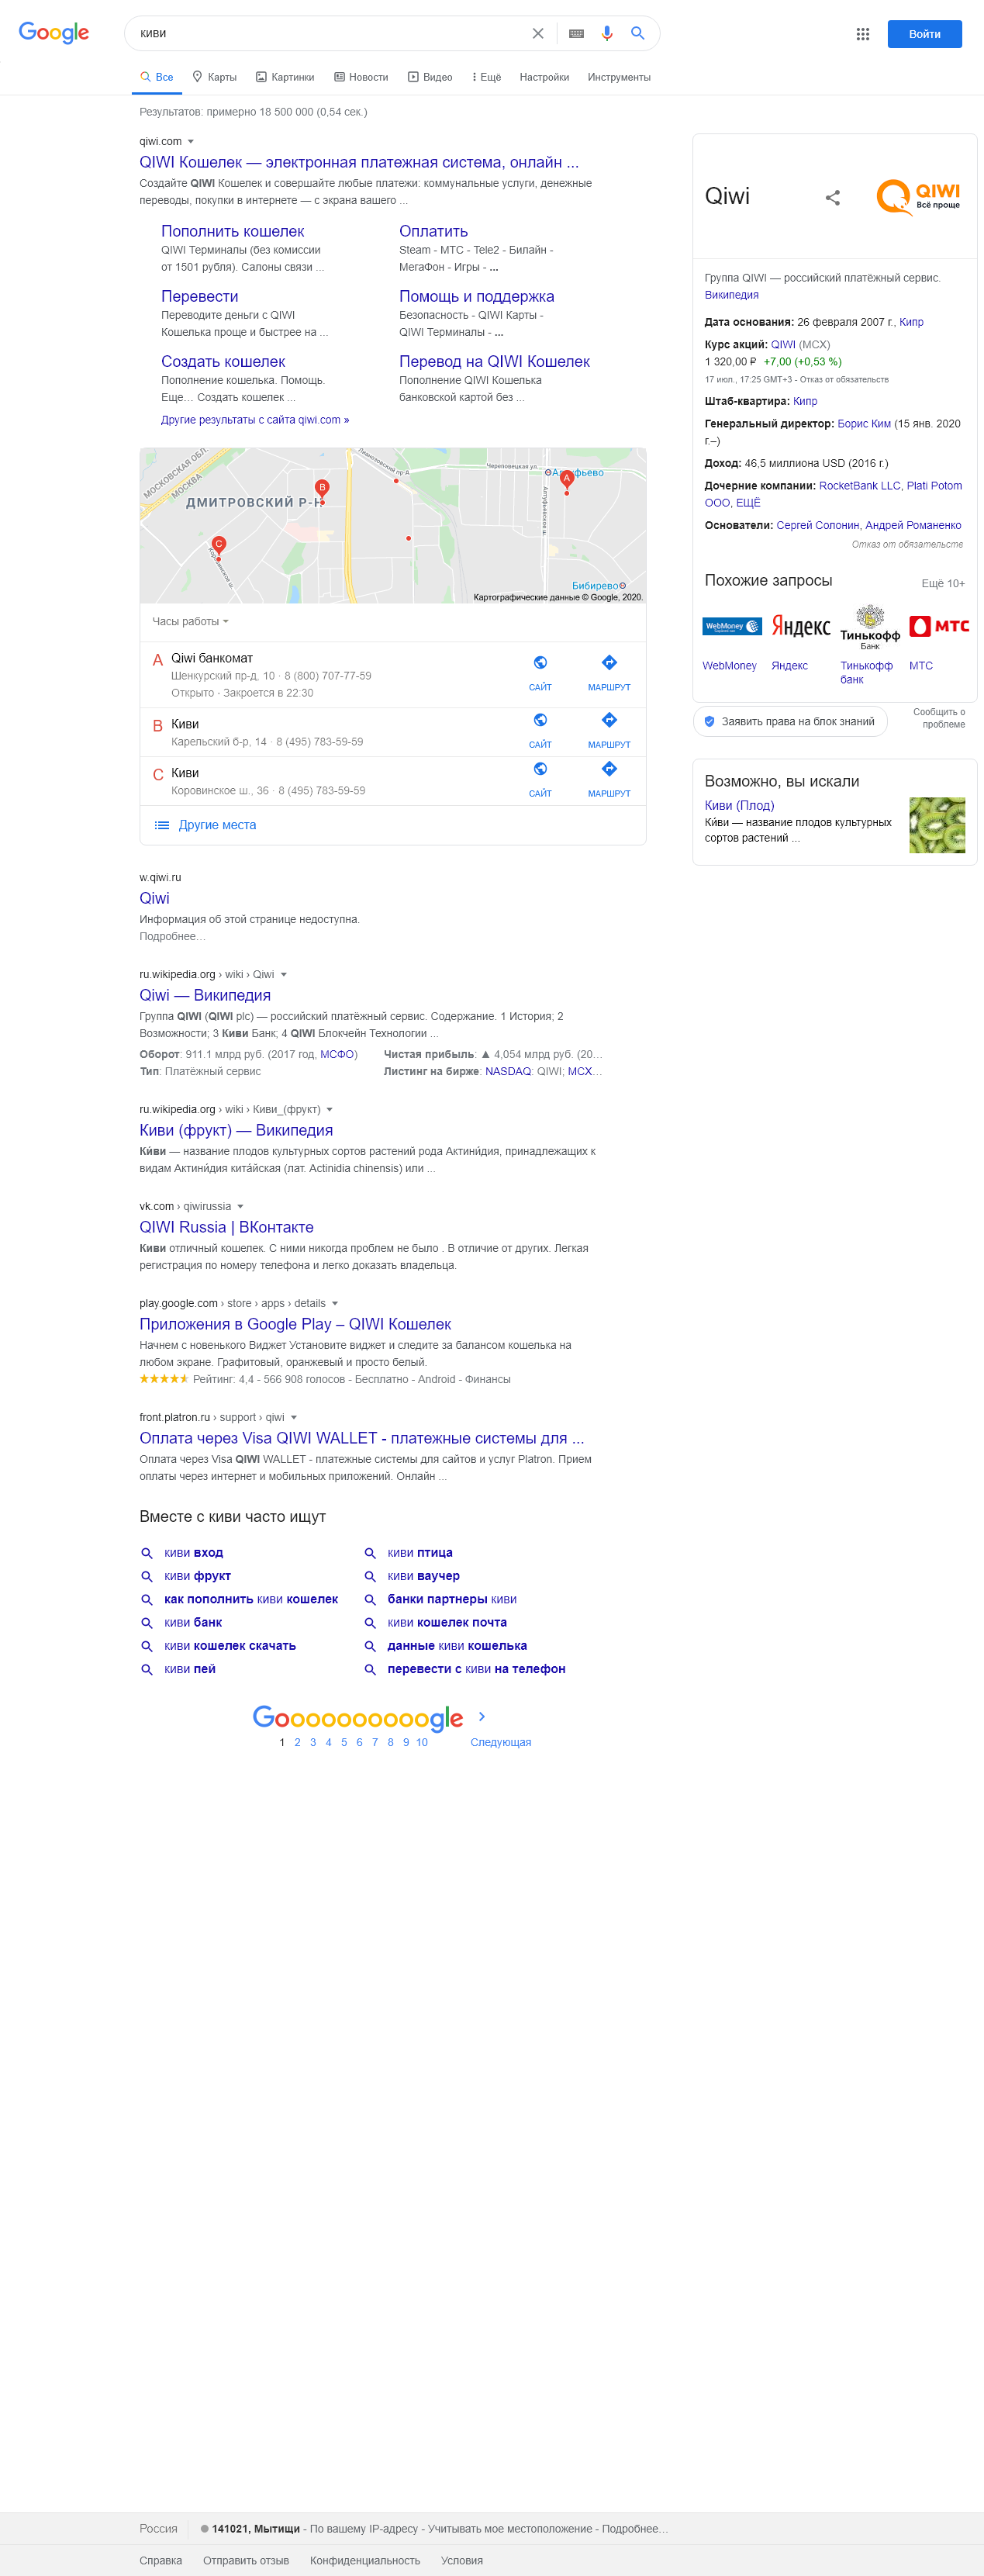 Google
киви
Войти
Все
Карты
Картинки
Новости
Видео
Ещё
Настройки
Инструменты
Результатов: примерно 18 500 000 (0,54 сек.)
qiwi.com
QIWI Кошелек — электронная платежная система, онлайн ...
Создайте QIWI Кошелек и совершайте любые платежи: коммунальные услуги, денежные
переводы, покупки в интернете — с экрана вашего ...
Пополнить кошелек
QIWI Терминалы (без комиссии
от 1501 рубля). Салоны связи ...
Оплатить
Steam - МТС - Tele2 - Билайн -
МегаФон - Игры - ...
Перевести
Переводите деньги с QIWI
Кошелька проще и быстрее на ...
Помощь и поддержка
Безопасность - QIWI Карты -
QIWI Терминалы - ...
Создать кошелек
Пополнение кошелька. Помощь.
Еще… Создать кошелек ...
Перевод на QIWI Кошелек
Пополнение QIWI Кошелька
банковской картой без ...
Другие результаты с сайта qiwi.com »
ДМИТРОВСКИЙ Р-Н
Череповецкая ул.
Алтуфьевское ш.
Бибирево
A
B
C
Картографические данные © Google, 2020.
Часы работы
A Qiwi банкомат
Шенкурский пр-д, 10 · 8 (800) 707-77-59
Открыто · Закроется в 22:30
САЙТ
МАРШРУТ
B Киви
Карельский б-р, 14 · 8 (495) 783-59-59
САЙТ
МАРШРУТ
C Киви
Коровинское ш., 36 · 8 (495) 783-59-59
САЙТ
МАРШРУТ
Другие места
w.qiwi.ru
Qiwi
Информация об этой странице недоступна.
Подробнее…
ru.wikipedia.org › wiki › Qiwi
Qiwi — Википедия
Группа QIWI (QIWI plc) — российский платёжный сервис. Содержание. 1 История; 2
Возможности; 3 Киви Банк; 4 QIWI Блокчейн Технологии ...
Оборот: 911.1 млрд руб. (2017 год, МСФО)
Чистая прибыль: ▲ 4,054 млрд руб. (20…
Тип: Платёжный сервис
Листинг на бирже: NASDAQ: QIWI; MCX…
ru.wikipedia.org › wiki › Киви_(фрукт)
Киви (фрукт) — Википедия
Ки́ви — название плодов культурных сортов растений рода Актини́дия, принадлежащих к
видам Актини́дия кита́йская (лат. Actinidia chinensis) или ...
vk.com › qiwirussia
QIWI Russia | ВКонтакте
Киви отличный кошелек. С ними никогда проблем не было . В отличие от других. Легкая
регистрация по номеру телефона и легко доказать владельца.
play.google.com › store › apps › details
Приложения в Google Play – QIWI Кошелек
Начнем с новенького Виджет Установите виджет и следите за балансом кошелька на
любом экране. Графитовый, оранжевый и просто белый.
Рейтинг: 4,4 - 566 908 голосов - Бесплатно - Android - Финансы
front.platron.ru › support › qiwi
Оплата через Visa QIWI WALLET - платежные системы для ...
Оплата через Visa QIWI WALLET - платежные системы для сайтов и услуг Platron. Прием
оплаты через интернет и мобильных приложений. Онлайн ...
Вместе с киви часто ищут
киви вход
киви фрукт
как пополнить киви кошелек
киви банк
киви кошелек скачать
киви пей
киви птица
киви ваучер
банки партнеры киви
киви кошелек почта
данные киви кошелька
перевести с киви на телефон
Goooooooooogle
1 2 3 4 5 6 7 8 9 10
Следующая
Qiwi
QIWI
Всё проще
Группа QIWI — российский платёжный сервис.
Википедия
Дата основания: 26 февраля 2007 г., Кипр
Курс акций: QIWI (MCX)
1 320,00 ₽ +7,00 (+0,53 %)
17 июл., 17:25 GMT+3 - Отказ от обязательств
Штаб-квартира: Кипр
Генеральный директор: Борис Ким (15 янв. 2020
г.–)
Доход: 46,5 миллиона USD (2016 г.)
Дочерние компании: RocketBank LLC, Plati Potom
OOO, ЕЩЁ
Основатели: Сергей Солонин, Андрей Романенко
Отказ от обязательств
Похожие запросы
Ещё 10+
WebMoney
Яндекс
Тинькофф
Банк
МТС
WebMoney
Яндекс
Тинькофф
банк
МТС
Заявить права на блок знаний
Сообщить о
проблеме
Возможно, вы искали
Киви (Плод)
Ки́ви — название плодов культурных
сортов растений ...
Россия
141021, Мытищи - По вашему IP-адресу - Учитывать мое местоположение - Подробнее…
Справка
Отправить отзыв
Конфиденциальность
Условия